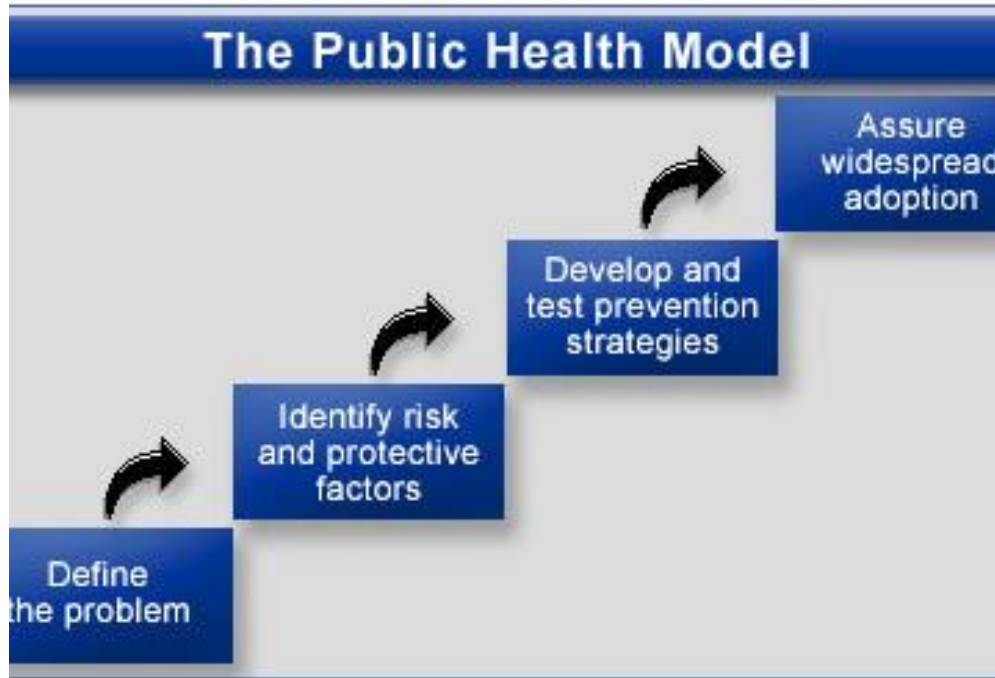 The Public Health Model
Assure
widespread
adoption
Develop and
test prevention
strategies
Identify risk
and protective
factors
Define
the problem